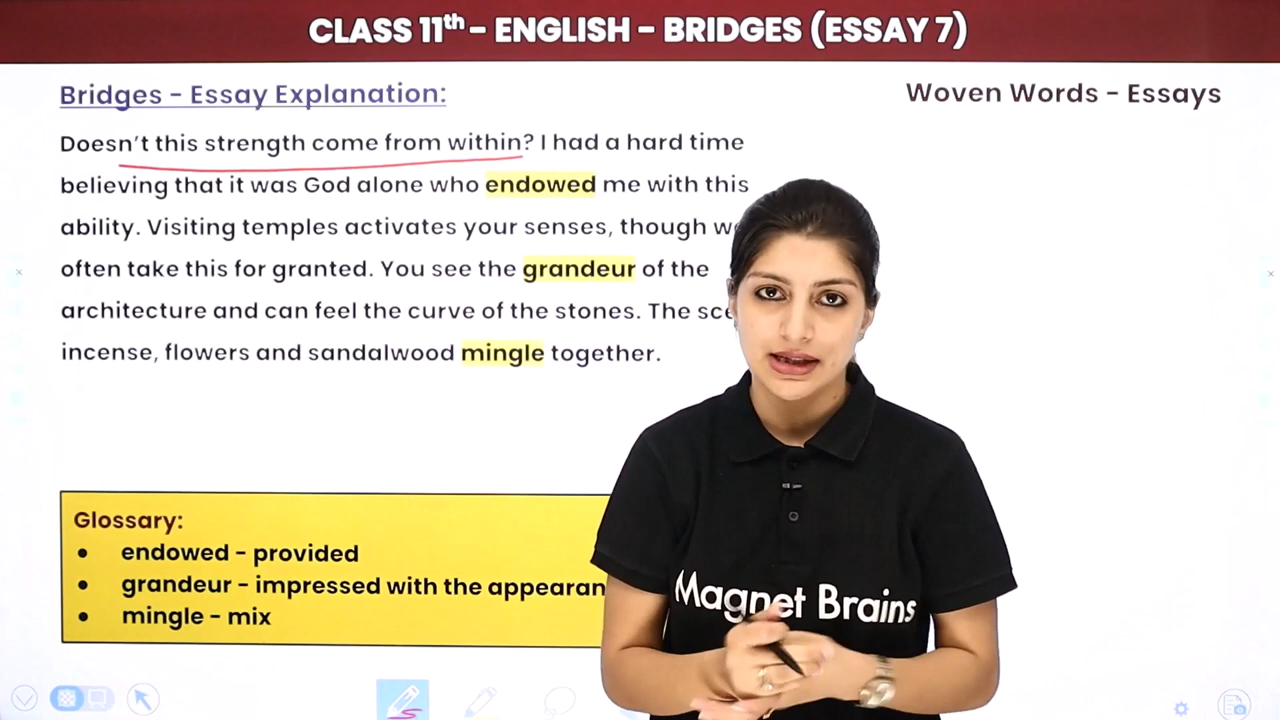 CLASS 11th - ENGLISH - BRIDGES (ESSAY 7)
Bridges - Essay Explanation:
Woven Words - Essays
Doesn't this strength come from within? I had a hard time
believing that it was God alone who endowed me with this
ability. Visiting temples activates your senses, though
often take this for granted. You see the grandeur of the
architecture and can feel the curve of the stones. The
incense, flowers and sandalwood mingle together.
Glossary:
• endowed - provided
• grandeur - impressed with the
• mingle - mix
Magnet Brains